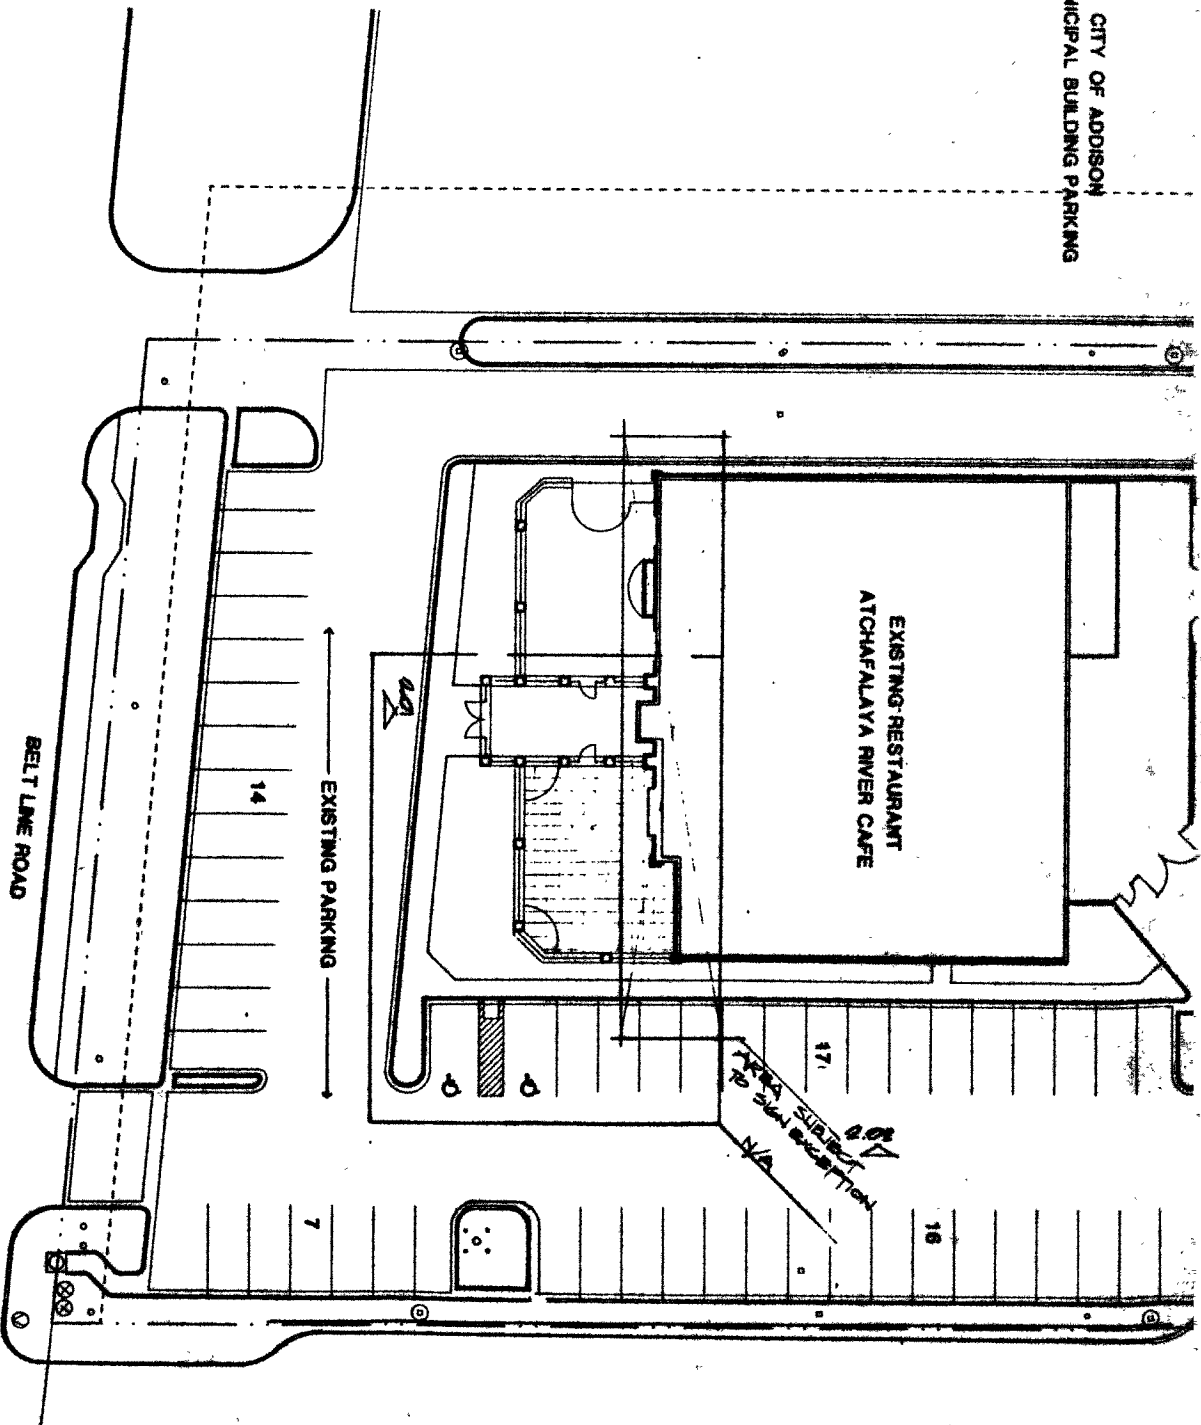 CITY OF ADDISON
NICIPAL BUILDING PARKING
EXISTING RESTAURANT
ATCHAFALAYA RIVER CAFE
EXISTING PARKING
14
BELT LINE ROAD
17
AREA SUBJECT
TO SIGN EXCEPTION
N/A
16
7